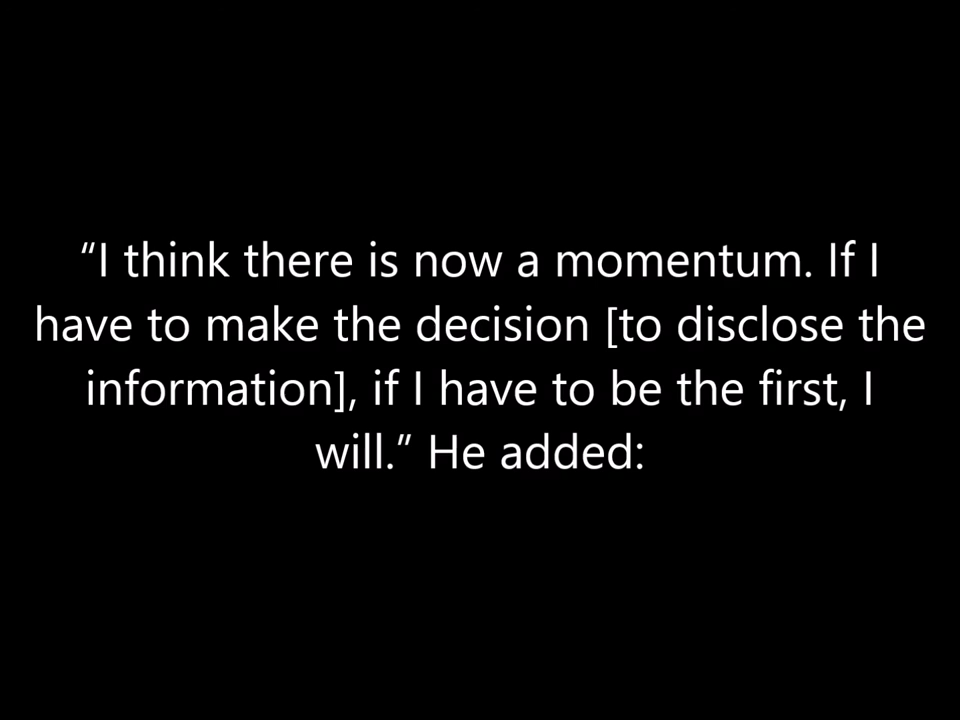 “I think there is now a momentum. If I
have to make the decision [to disclose the
information], if I have to be the first, I
will.” He added: